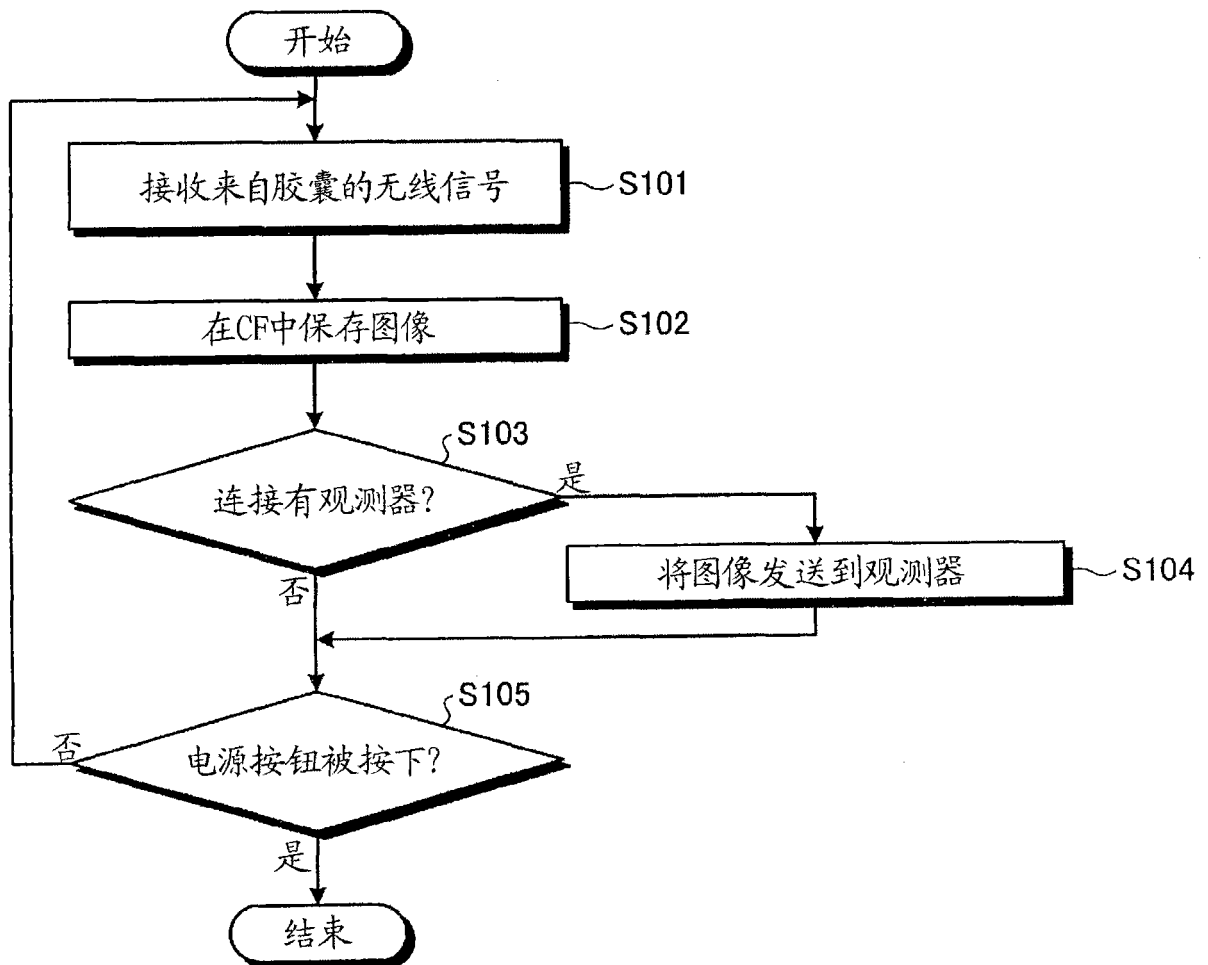 开始
接收来自胶囊的无线信号
S101
在CF中保存图像
S102
S103
连接有观测器?
是
将图像发送到观测器
S104
否
S105
否
电源按钮被按下?
是
结束